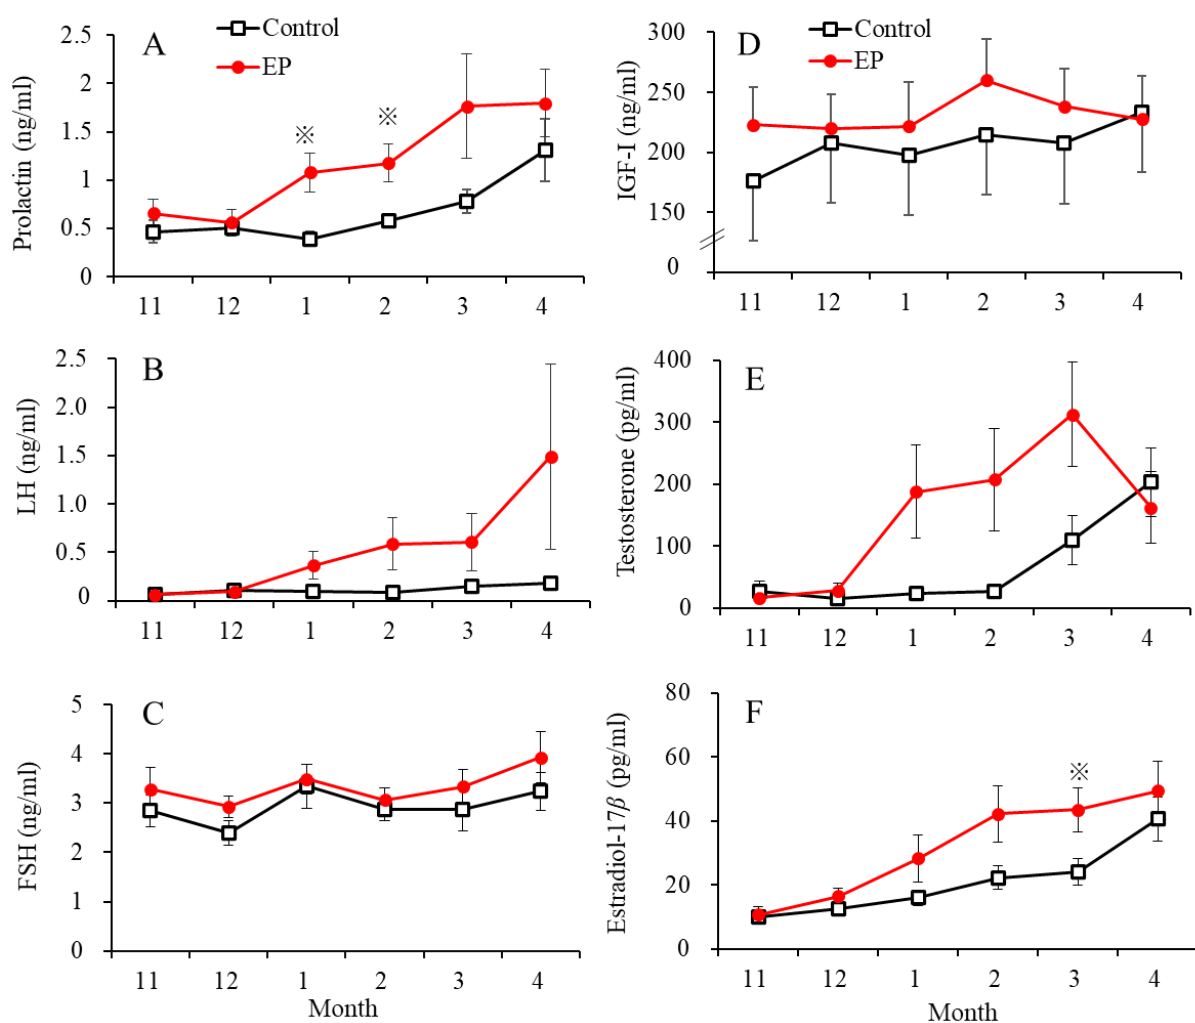 A
Control
EP
Prolactin (ng/ml)
2.5
2
1.5
1
0.5
0
※
※
11 12 1 2 3 4
D
Control
EP
IGF-I (ng/ml)
300
250
200
150
0
11 12 1 2 3 4
B
LH (ng/ml)
2.5
2.0
1.5
1.0
0.5
0
11 12 1 2 3 4
E
Testosterone (pg/ml)
400
300
200
100
0
11 12 1 2 3 4
C
FSH (ng/ml)
5
4
3
2
1
0
11 12 1 2 3 4
Month
F
Estradiol-17β (pg/ml)
80
60
40
20
0
※
11 12 1 2 3 4
Month